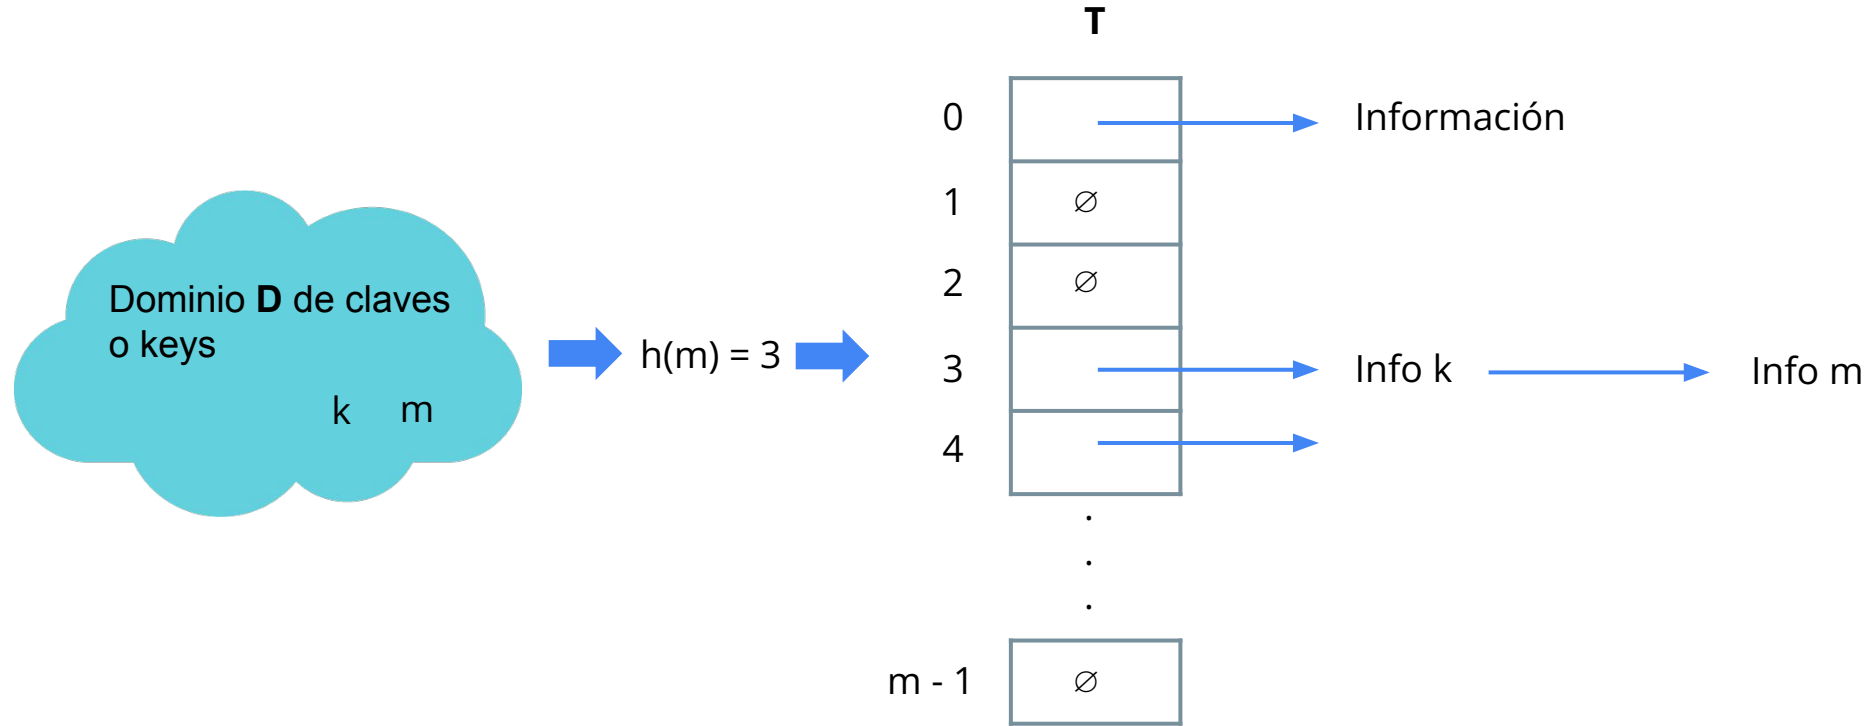 T
0 Información
1 ∅
2 ∅
Dominio D de claves
o keys
k m
h(m) = 3
3 Info k Info m
4
.
.
.
m - 1 ∅